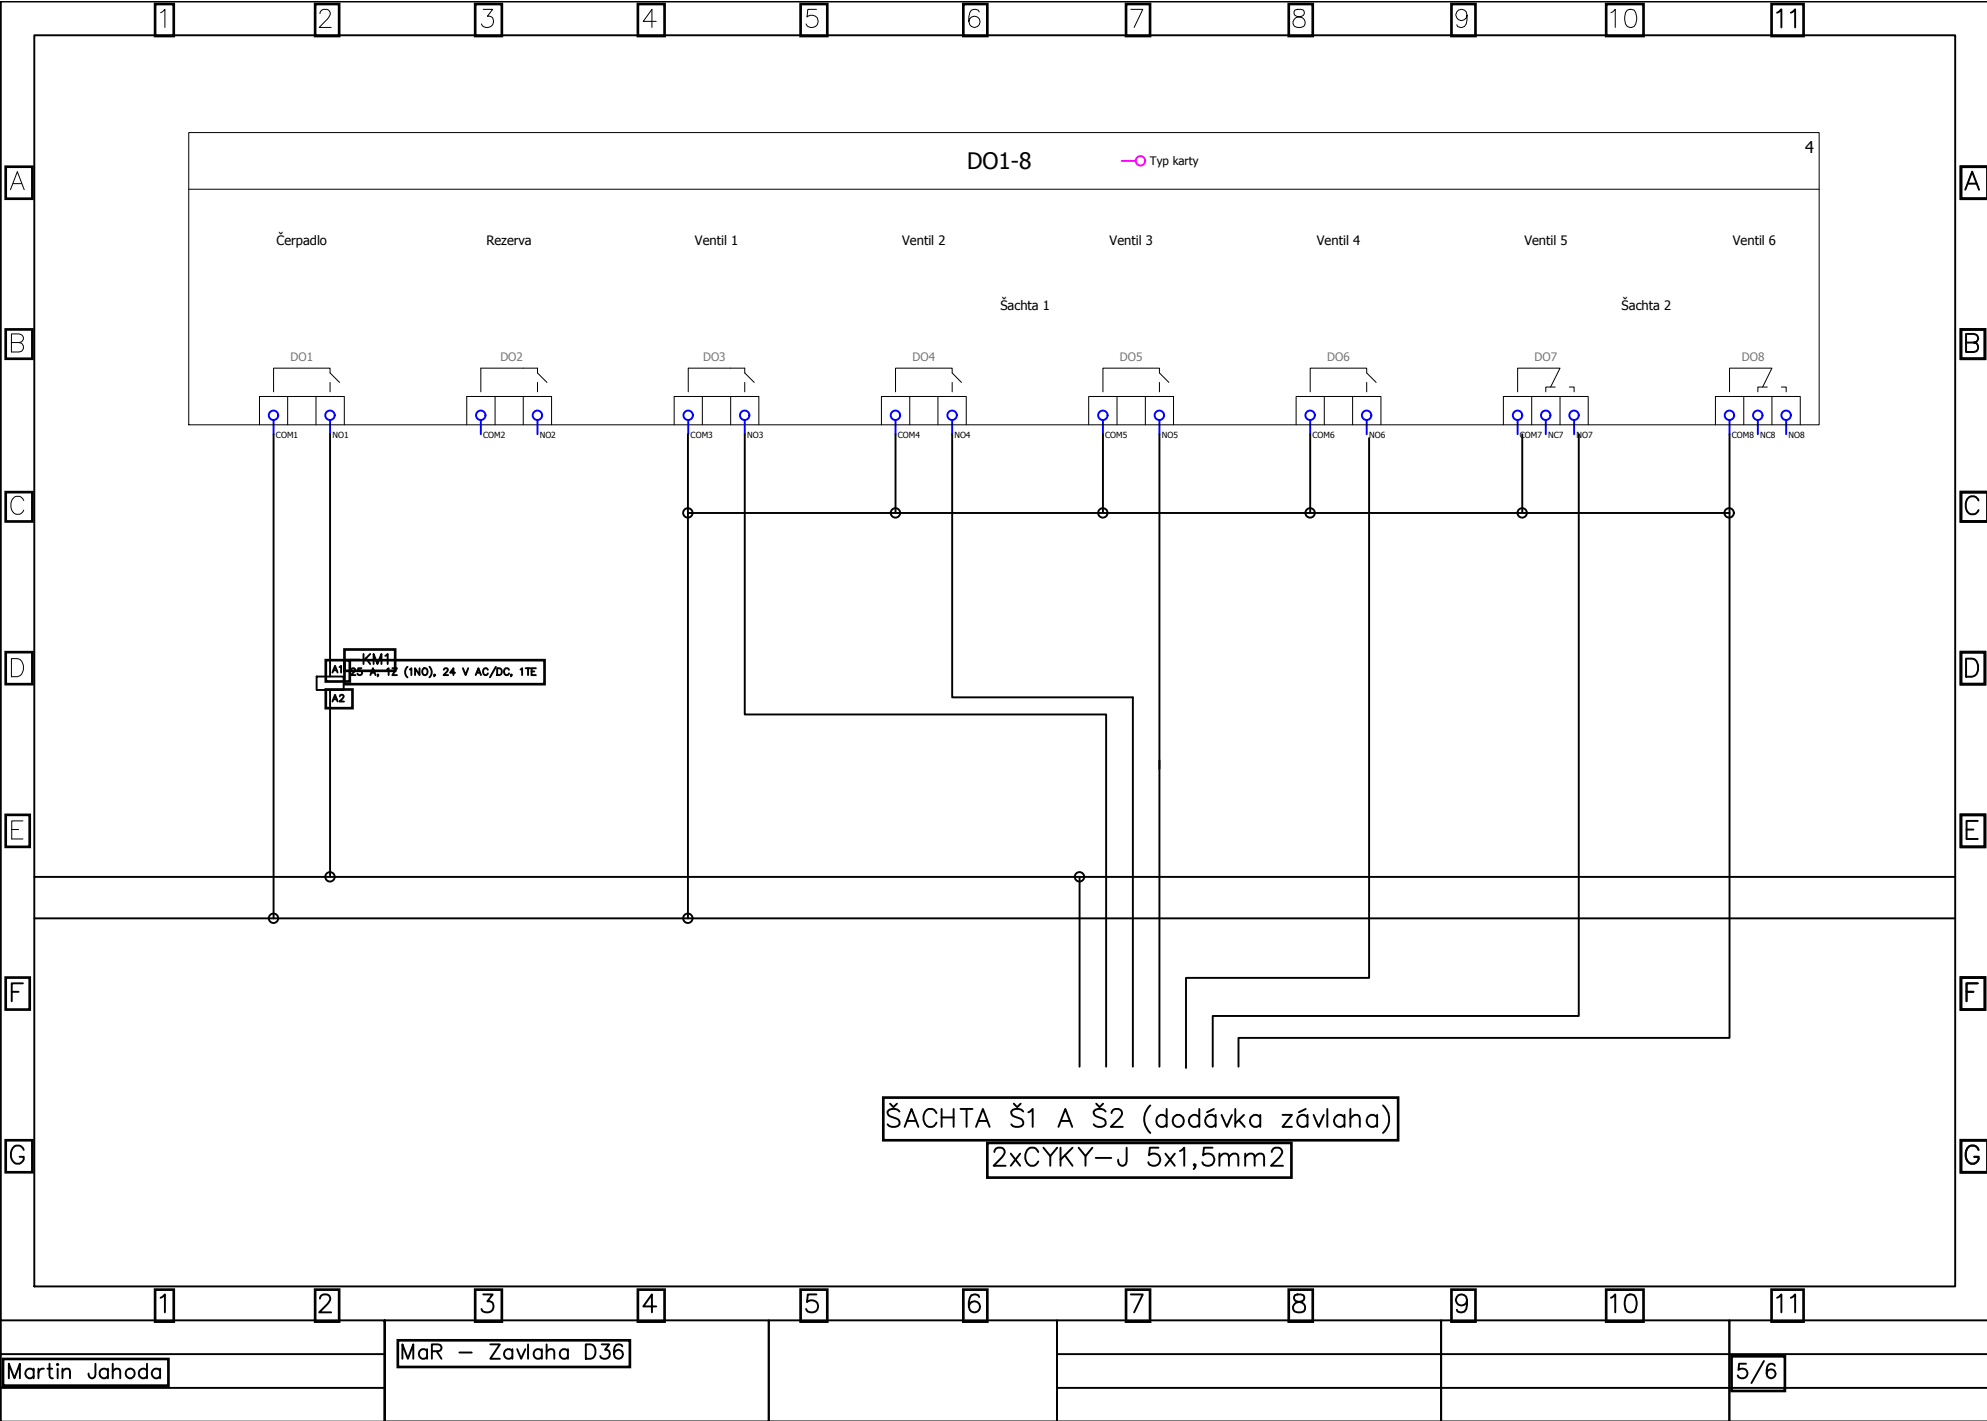 1 2 3 4 5 6 7 8 9 10 11
DO1-8 Typ karty 4
A A
Čerpadlo Rezerva Ventil 1 Ventil 2 Ventil 3 Ventil 4 Ventil 5 Ventil 6
Šachta 1 Šachta 2
B B
DO1 DO2 DO3 DO4 DO5 DO6 DO7 DO8
COM1 NO1 COM2 NO2 COM3 NO3 COM4 NO4 COM5 NO5 COM6 NO6 COM7 NC7 NO7 COM8 NC8 NO8
C C
KM1
D A1 25 A, 1Z (1NO), 24 V AC/DC, 1TE D
A2
E E
F F
ŠACHTA Š1 A Š2 (dodávka závlaha)
G 2xCYKY-J 5x1,5mm2 G
1 2 3 4 5 6 7 8 9 10 11
MaR - Zavlaha D36
Martin Jahoda 5/6